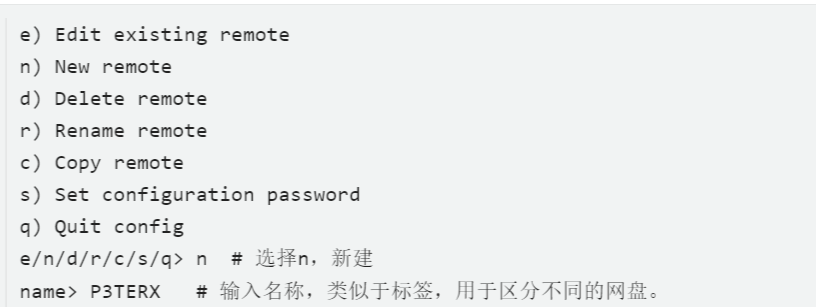 e) Edit existing remote
n) New remote
d) Delete remote
r) Rename remote
c) Copy remote
s) Set configuration password
q) Quit config
e/n/d/r/c/s/q> n  # 选择n，新建
name> P3TERX   # 输入名称，类似于标签，用于区分不同的网盘。